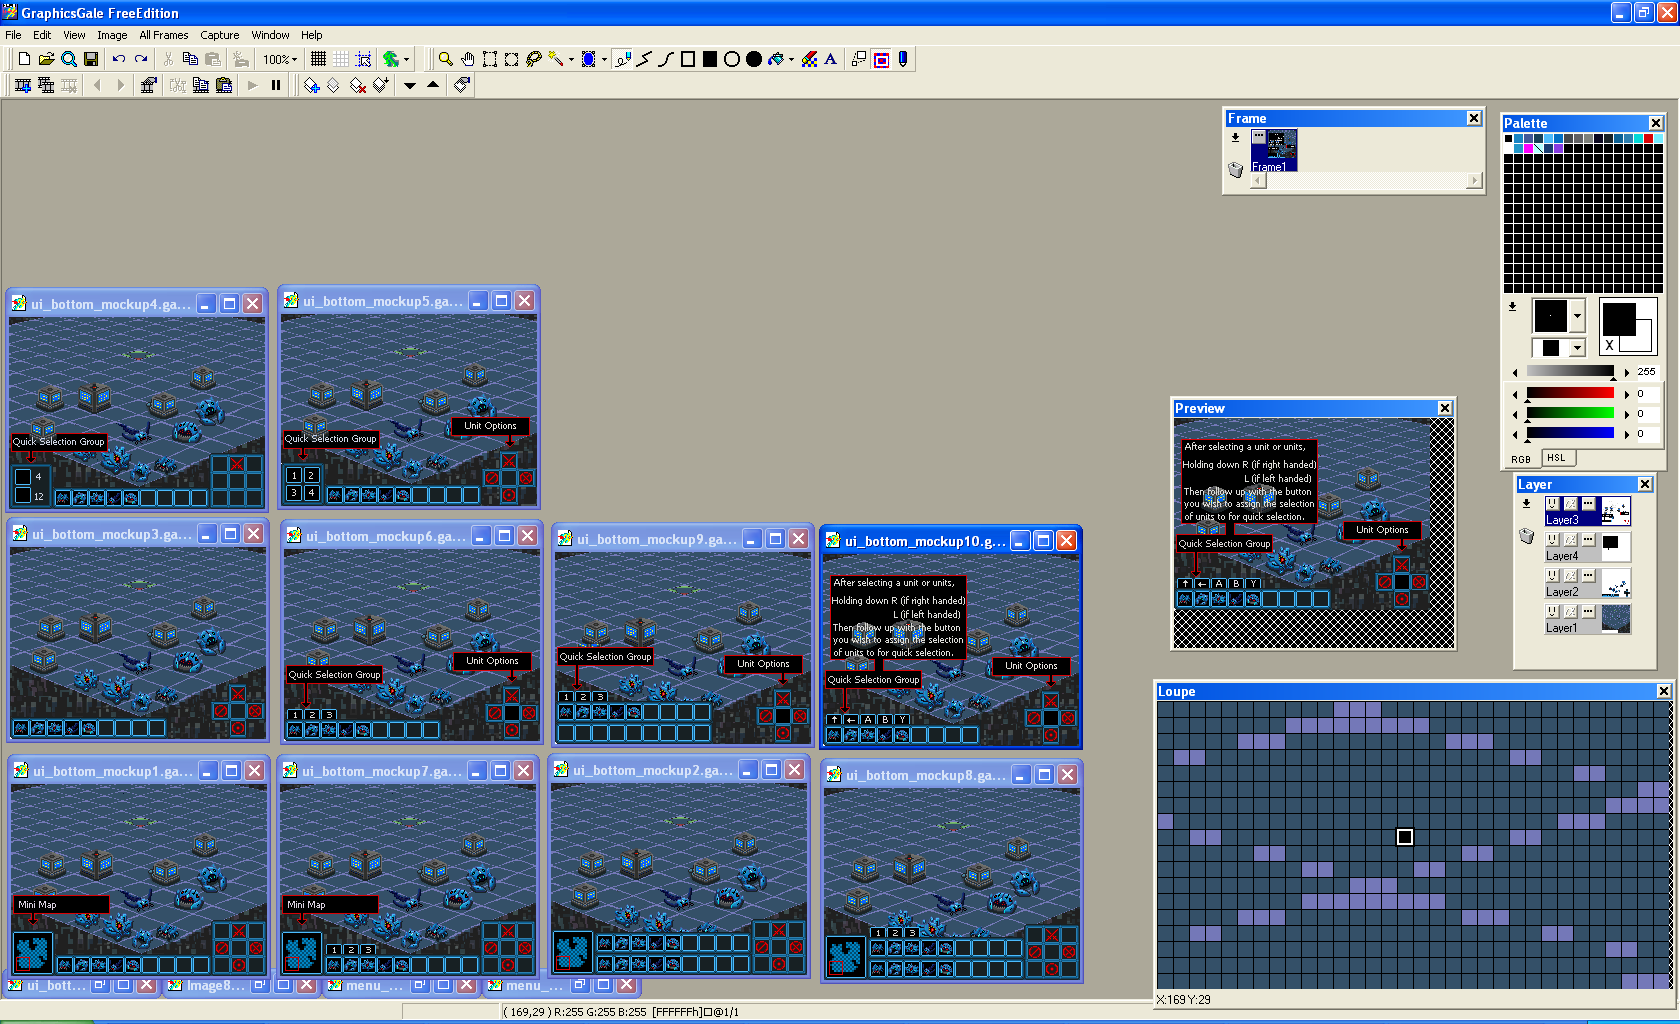 GraphicsGale FreeEdition
File Edit View Image All Frames Capture Window Help
100%
A
Frame
Frame1
Palette
X
255
0
0
0
RGB HSL
ui_bottom_mockup4.ga...
Quick Selection Group
4
12
ui_bottom_mockup5.ga...
Unit Options
Quick Selection Group
1 2
3 4
Preview
After selecting a unit or units,
Holding down R (if right handed)
L (if left handed)
Then follow up with the button
you wish to assign the selection
of units to for quick selection.
Unit Options
Quick Selection Group
↑ ← A B Y
Layer
Layer3
Layer4
Layer2
Layer1
ui_bottom_mockup3.ga...
ui_bottom_mockup6.ga...
Unit Options
Quick Selection Group
1 2 3
ui_bottom_mockup9.ga...
Quick Selection Group
Unit Options
1 2 3
ui_bottom_mockup10.g...
After selecting a unit or units,
Holding down R (if right handed)
L (if left handed)
Then follow up with the button
you wish to assign the selection
of units to for quick selection.
Unit Options
Quick Selection Group
↑ ← A B Y
Loupe
X:169 Y:29
ui_bottom_mockup1.ga...
Mini Map
ui_bottom_mockup7.ga...
Mini Map
1 2 3
ui_bottom_mockup2.ga...
ui_bottom_mockup8.ga...
1 2 3
ui_bott...
Image8...
menu_...
menu_...
( 169,29 ) R:255 G:255 B:255 [FFFFFFh]□@1/1